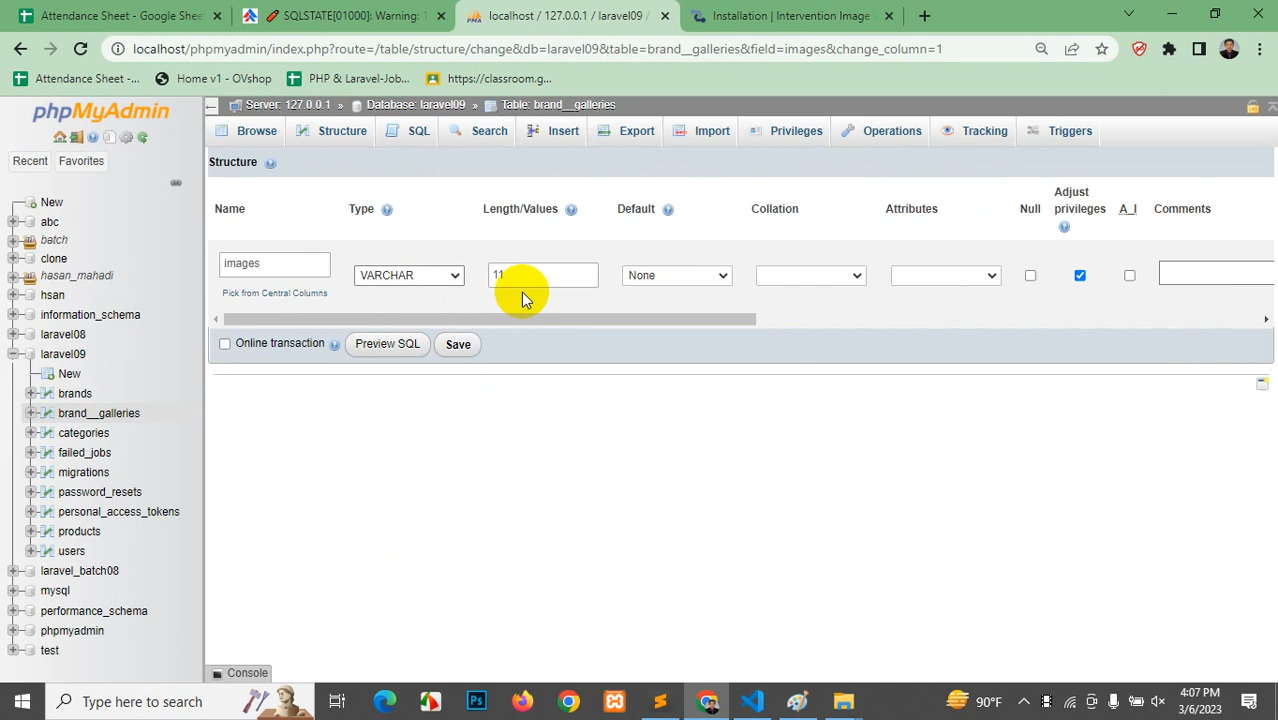 Attendance Sheet - Google Sheet
SQLSTATE[01000]: Warning: 1
localhost / 127.0.0.1 / laravel09 /
Installation | Intervention Image
localhost/phpmyadmin/index.php?route=/table/structure/change&db=laravel09&table=brand__galleries&field=images&change_column=1
Attendance Sheet -...
Home v1 - OVshop
PHP & Laravel-Job...
https://classroom.g...
phpMyAdmin
Recent
Favorites
New
abc
batch
clone
hasan_mahadi
hsan
information_schema
laravel08
laravel09
New
brands
brand__galleries
categories
failed_jobs
migrations
password_resets
personal_access_tokens
products
users
laravel_batch08
mysql
performance_schema
phpmyadmin
test
Server: 127.0.0.1 » Database: laravel09 » Table: brand__galleries
Browse
Structure
SQL
Search
Insert
Export
Import
Privileges
Operations
Tracking
Triggers
Structure
Name
Type
Length/Values
Default
Collation
Attributes
Null
Adjust
privileges
A_I
Comments
images
VARCHAR
11
None
Pick from Central Columns
Online transaction
Preview SQL
Save
Console
Type here to search
90°F
4:07 PM
3/6/2023